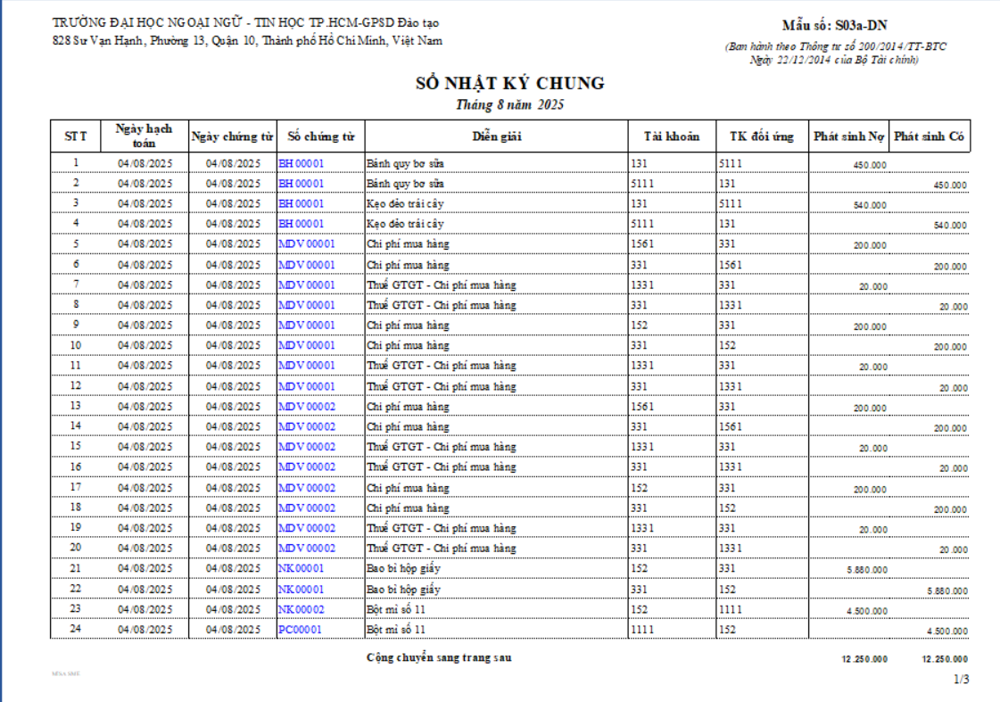 TRƯỜNG ĐẠI HỌC NGOẠI NGỮ - TIN HỌC TP.HCM-GPSD Đào tạo
828 Sư Vạn Hạnh, Phường 13, Quận 10, Thành phố Hồ Chí Minh, Việt Nam
Mẫu số: S03a-DN
(Ban hành theo Thông tư số 200/2014/TT-BTC
Ngày 22/12/2014 của Bộ Tài chính)
SỔ NHẬT KÝ CHUNG
Tháng 8 năm 2025
STT Ngày hạch toán Ngày chứng từ Số chứng từ Diễn giải Tài khoản TK đối ứng Phát sinh Nợ Phát sinh Có
1 04/08/2025 04/08/2025 BH00001 Bánh quy bơ sữa 131 5111 450.000
2 04/08/2025 04/08/2025 BH00001 Bánh quy bơ sữa 5111 131 450.000
3 04/08/2025 04/08/2025 BH00001 Kẹo dẻo trái cây 131 5111 540.000
4 04/08/2025 04/08/2025 BH00001 Kẹo dẻo trái cây 5111 131 540.000
5 04/08/2025 04/08/2025 MDV00001 Chi phí mua hàng 1561 331 200.000
6 04/08/2025 04/08/2025 MDV00001 Chi phí mua hàng 331 1561 200.000
7 04/08/2025 04/08/2025 MDV00001 Thuế GTGT - Chi phí mua hàng 1331 331 20.000
8 04/08/2025 04/08/2025 MDV00001 Thuế GTGT - Chi phí mua hàng 331 1331 20.000
9 04/08/2025 04/08/2025 MDV00001 Chi phí mua hàng 152 331 200.000
10 04/08/2025 04/08/2025 MDV00001 Chi phí mua hàng 331 152 200.000
11 04/08/2025 04/08/2025 MDV00001 Thuế GTGT - Chi phí mua hàng 1331 331 20.000
12 04/08/2025 04/08/2025 MDV00001 Thuế GTGT - Chi phí mua hàng 331 1331 20.000
13 04/08/2025 04/08/2025 MDV00002 Chi phí mua hàng 1561 331 200.000
14 04/08/2025 04/08/2025 MDV00002 Chi phí mua hàng 331 1561 200.000
15 04/08/2025 04/08/2025 MDV00002 Thuế GTGT - Chi phí mua hàng 1331 331 20.000
16 04/08/2025 04/08/2025 MDV00002 Thuế GTGT - Chi phí mua hàng 331 1331 20.000
17 04/08/2025 04/08/2025 MDV00002 Chi phí mua hàng 152 331 200.000
18 04/08/2025 04/08/2025 MDV00002 Chi phí mua hàng 331 152 200.000
19 04/08/2025 04/08/2025 MDV00002 Thuế GTGT - Chi phí mua hàng 1331 331 20.000
20 04/08/2025 04/08/2025 MDV00002 Thuế GTGT - Chi phí mua hàng 331 1331 20.000
21 04/08/2025 04/08/2025 NK00001 Bao bì hộp giấy 152 331 5.880.000
22 04/08/2025 04/08/2025 NK00001 Bao bì hộp giấy 331 152 5.880.000
23 04/08/2025 04/08/2025 NK00002 Bột mì số 11 152 1111 4.500.000
24 04/08/2025 04/08/2025 PC00001 Bột mì số 11 1111 152 4.500.000
Cộng chuyển sang trang sau 12.250.000 12.250.000
MISA SME
1/3